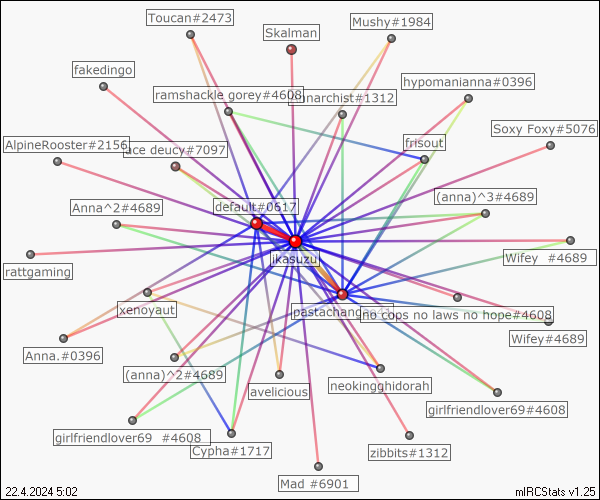 Toucan#2473
Skalman
Mushy#1984
fakedingo
hypomanianna#0396
ramshackle gorey#4608
narchist#1312
Soxy Foxy#5076
AlpineRooster#2156
ace deucy#7097
frisout
(anna)^3#4689
Anna^2#4689
default#0617
Wifey #4689
ikasuzu
rattgaming
xenoyaut
no cops no laws no hope#4608
Wifey#4689
Anna.#0396
(anna)^2#4689
neokingghidorah
avelicious
girlfriendlover69#4608
girlfriendlover69 #4608
Cypha#1717
zibbits#1312
Mad #6901
22.4.2024 5:02
mIRCStats v1.25